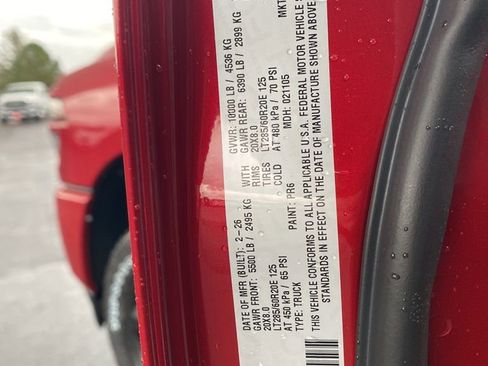 DATE OF MFR (BUILT): 2-26 GVWR: 10000 LB / 4536 KG
GAWR FRONT: 5500 LB / 2495 KG WITH GAWR REAR: 6390 LB / 2899 KG
20X8.0 RIMS 20X8.0
LT285/60R20E 125 TIRES LT285/60R20E 125
AT 450 kPa / 65 PSI COLD AT 480 kPa / 70 PSI
TYPE: TRUCK PAINT: PR6 MDH: 021105 MKT
THIS VEHICLE CONFORMS TO ALL APPLICABLE U.S.A. FEDERAL MOTOR VEHICLE S
STANDARDS IN EFFECT ON THE DATE OF MANUFACTURE SHOWN ABOVE